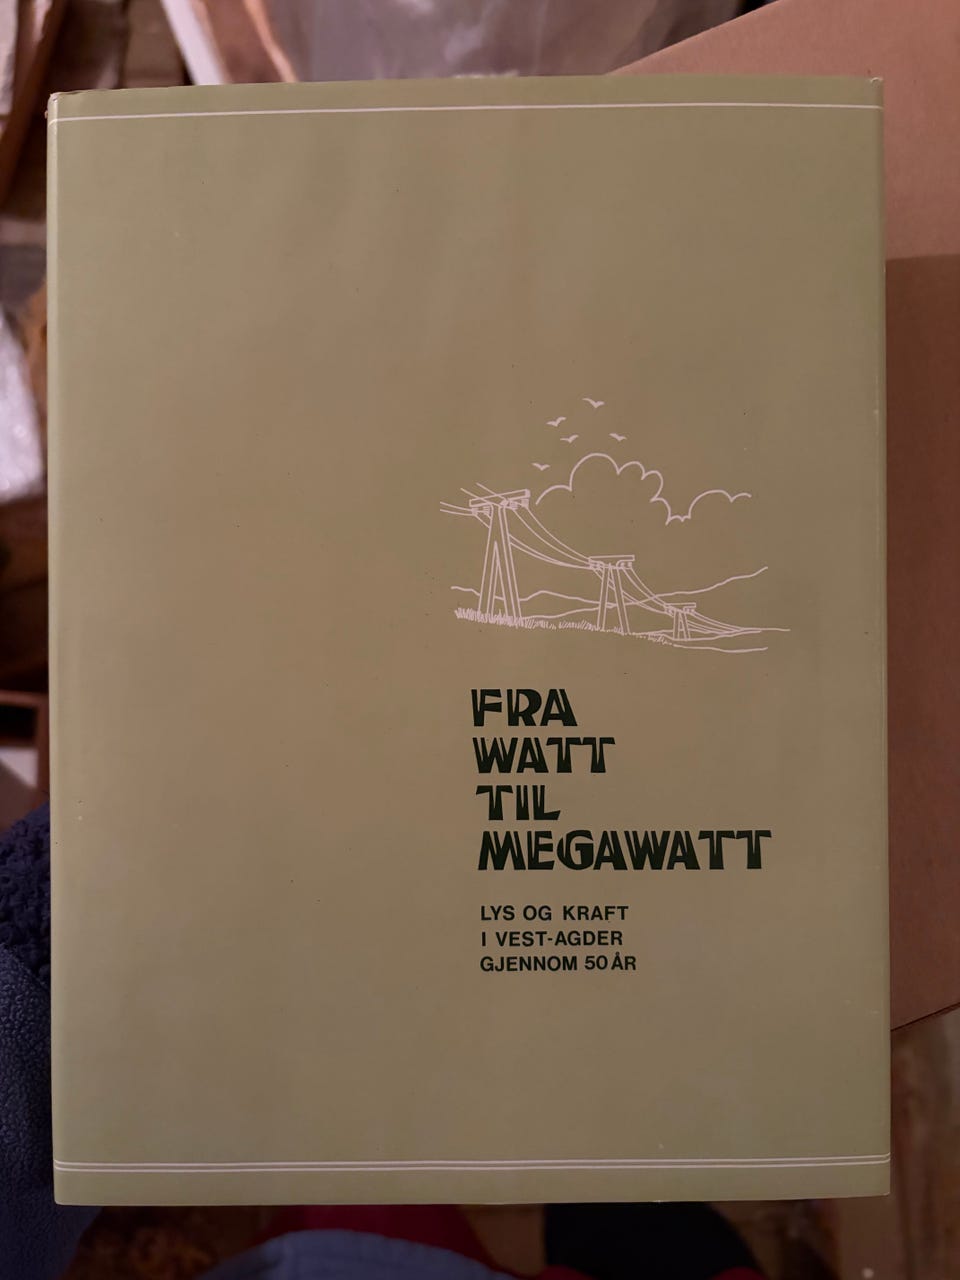 FRA
WATT
TIL
MEGAWATT
LYS OG KRAFT
I VEST-AGDER
GJENNOM 50 ÅR